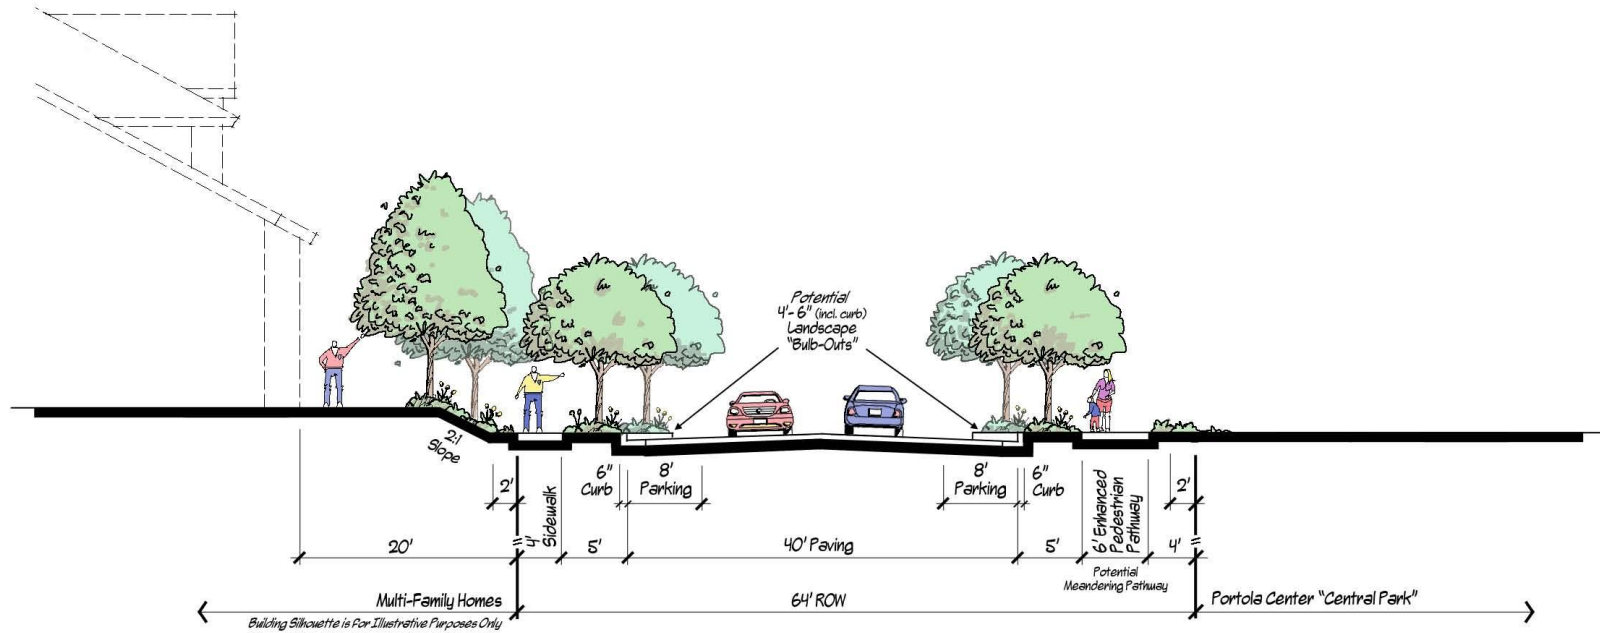 Potential
4'-6" (incl. curb)
Landscape
"Bulb-Outs"
2:1
Slope
2'
4'
Sidewalk
6"
Curb
8'
Parking
8'
Parking
6"
Curb
6' Enhanced
Pedestrian
Pathway
2'
20'
5'
40' Paving
5'
4'
Potential
Meandering Pathway
Multi-Family Homes
64' ROW
Portola Center "Central Park"
Building Silhouette is for Illustrative Purposes Only